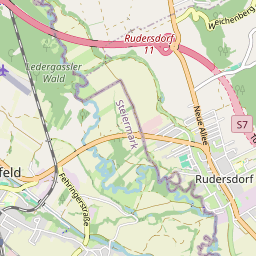 Weichenberg
Rudersdorf
11
Ledergassler
Wald
Steiermark
Neue Allee
S7
feld
Fehringerstraße
Rudersdorf